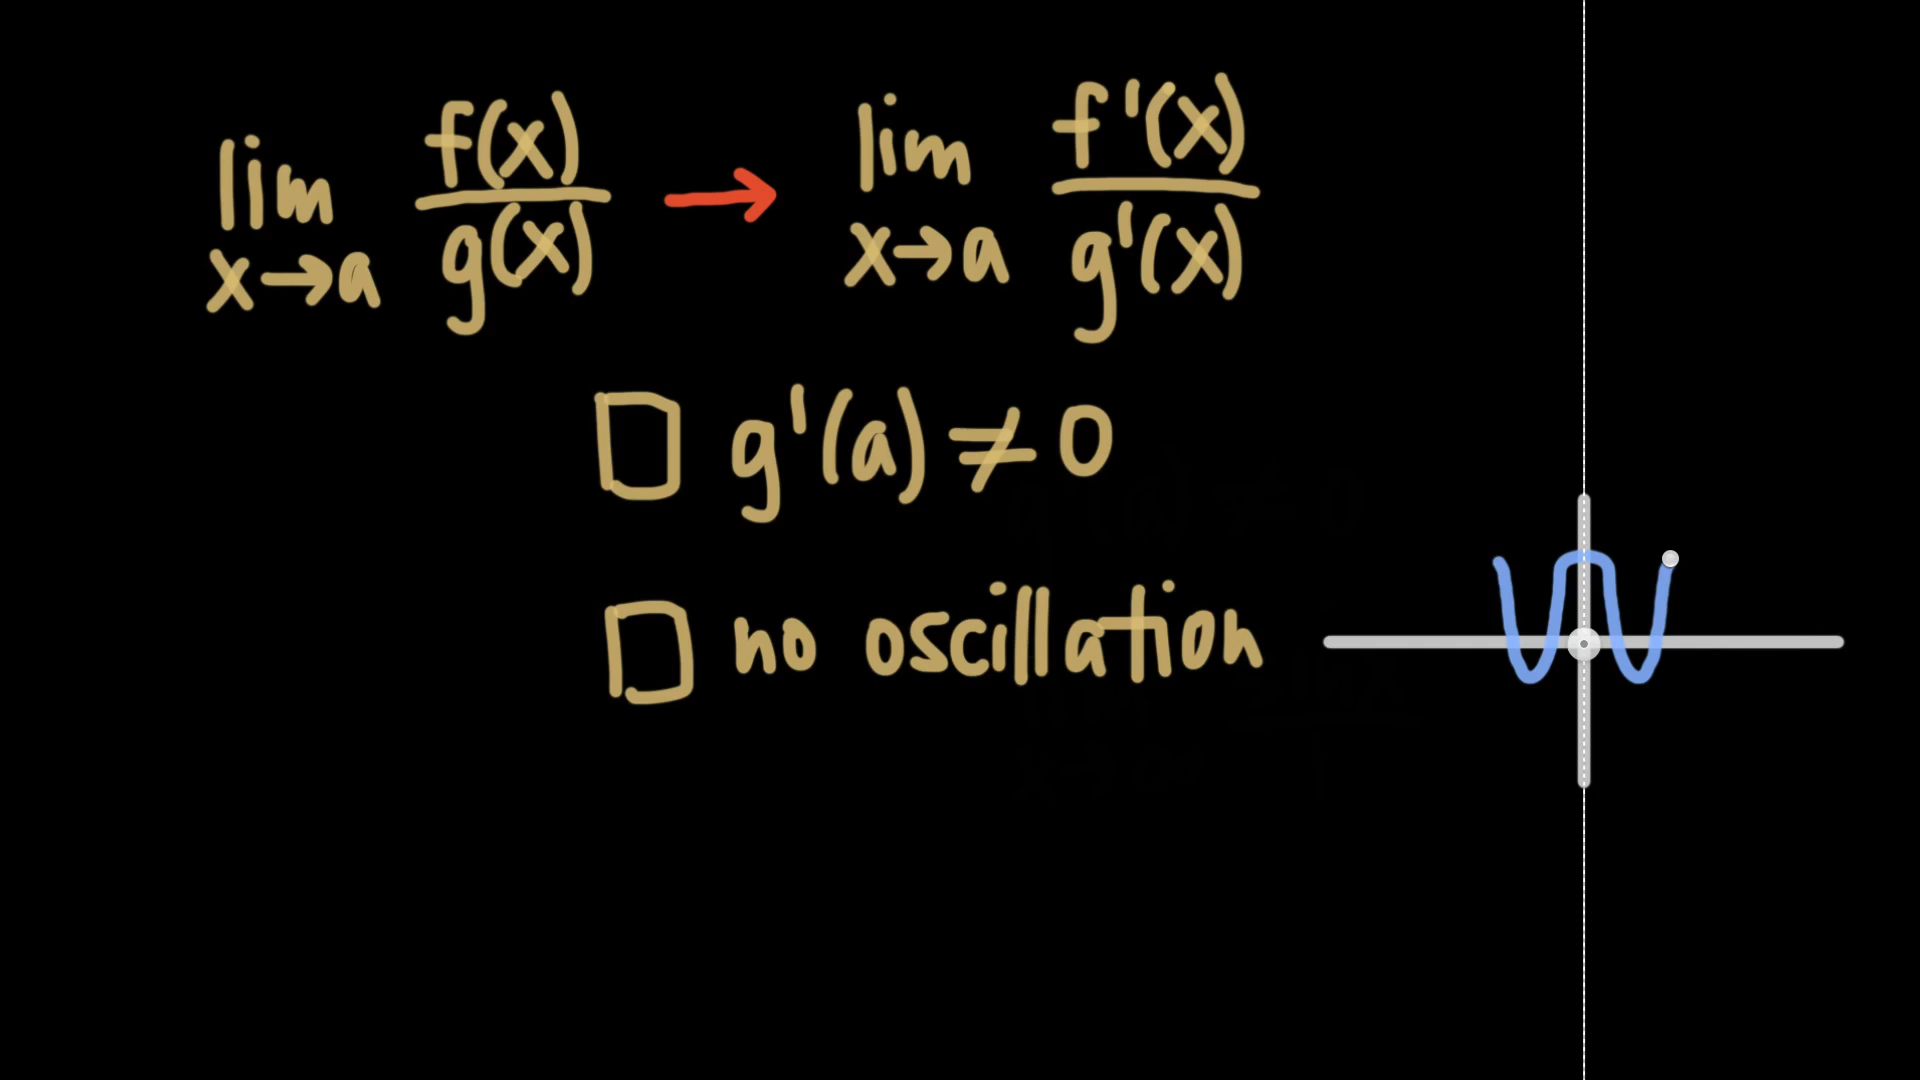 lim x→a f(x)/g(x) → lim x→a f'(x)/g'(x)
g'(a) ≠ 0
no oscillation